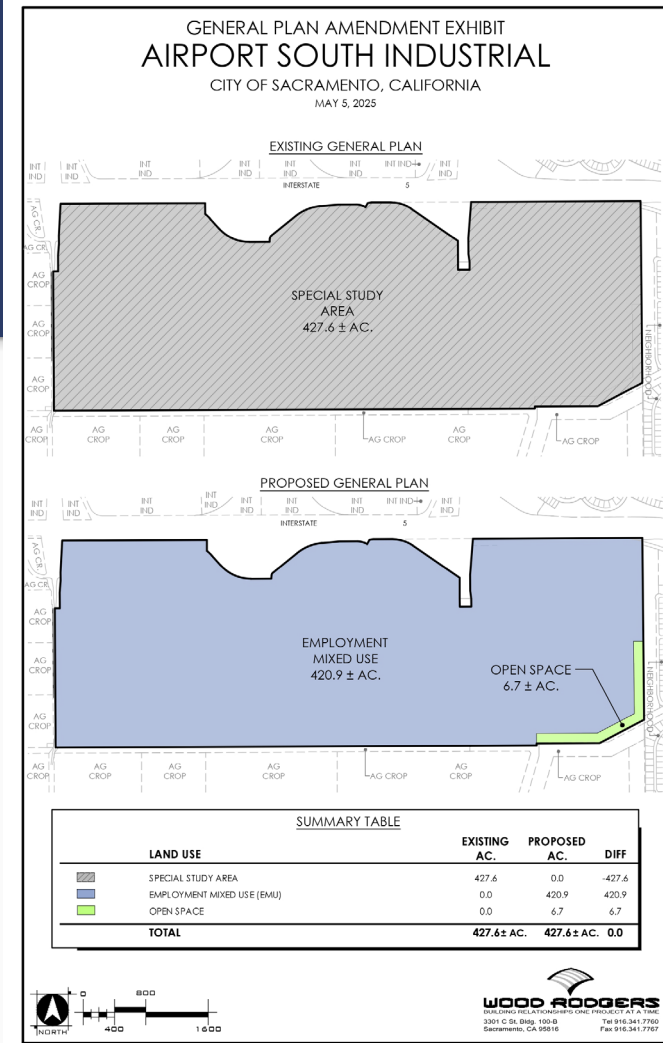 GENERAL PLAN AMENDMENT EXHIBIT
AIRPORT SOUTH INDUSTRIAL
CITY OF SACRAMENTO, CALIFORNIA
MAY 5, 2025
EXISTING GENERAL PLAN
INT IND
INT IND
INT IND
INT IND
INT IND
INT IND
INT IND
INT IND
INTERSTATE 5
AG CR.
AG CR.
AG CROP
AG CROP
AG CROP
SPECIAL STUDY
AREA
427.6 ± AC.
NEIGHBORHOOD
AG CROP
AG CROP
AG CROP
AG CROP
AG CROP
AG CROP
AG CROP
PROPOSED GENERAL PLAN
INT IND
INT IND
INT IND
INT IND
INT IND
INT IND
INT IND
INT IND
INT IND
INTERSTATE 5
AG CR.
AG CR.
AG CROP
AG CROP
AG CROP
EMPLOYMENT
MIXED USE
420.9 ± AC.
OPEN SPACE
6.7 ± AC.
NEIGHBORHOOD
AG CROP
AG CROP
AG CROP
AG CROP
AG CROP
AG CROP
AG CROP
SUMMARY TABLE
LAND USE EXISTING AC. PROPOSED AC. DIFF
SPECIAL STUDY AREA 427.6 0.0 -427.6
EMPLOYMENT MIXED USE (EMU) 0.0 420.9 420.9
OPEN SPACE 0.0 6.7 6.7
TOTAL 427.6± AC. 427.6± AC. 0.0
NORTH
0 800
400 1600
WOOD RODGERS
BUILDING RELATIONSHIPS ONE PROJECT AT A TIME
3301 C St, Bldg. 100-B Tel 916.341.7760
Sacramento, CA 95816 Fax 916.341.7767